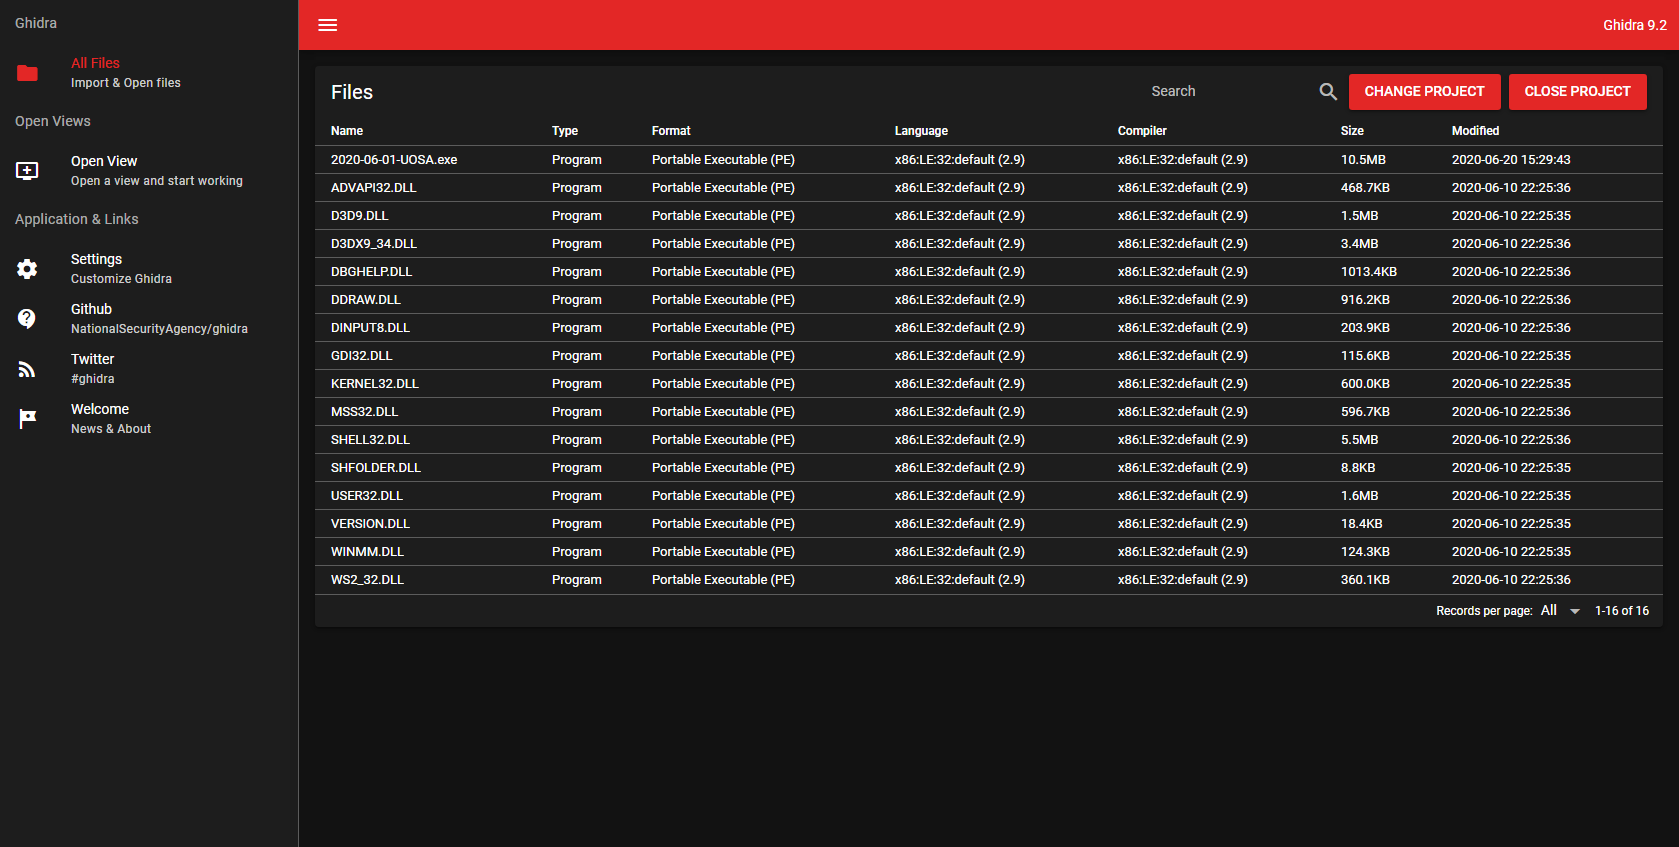 Ghidra
All Files
Import & Open files
Open Views
Open View
Open a view and start working
Application & Links
Settings
Customize Ghidra
Github
NationalSecurityAgency/ghidra
Twitter
#ghidra
Welcome
News & About
Ghidra 9.2
Files Search CHANGE PROJECT CLOSE PROJECT
Name Type Format Language Compiler Size Modified
2020-06-01-UOSA.exe Program Portable Executable (PE) x86:LE:32:default (2.9) x86:LE:32:default (2.9) 10.5MB 2020-06-20 15:29:43
ADVAPI32.DLL Program Portable Executable (PE) x86:LE:32:default (2.9) x86:LE:32:default (2.9) 468.7KB 2020-06-10 22:25:36
D3D9.DLL Program Portable Executable (PE) x86:LE:32:default (2.9) x86:LE:32:default (2.9) 1.5MB 2020-06-10 22:25:35
D3DX9_34.DLL Program Portable Executable (PE) x86:LE:32:default (2.9) x86:LE:32:default (2.9) 3.4MB 2020-06-10 22:25:36
DBGHELP.DLL Program Portable Executable (PE) x86:LE:32:default (2.9) x86:LE:32:default (2.9) 1013.4KB 2020-06-10 22:25:36
DDRAW.DLL Program Portable Executable (PE) x86:LE:32:default (2.9) x86:LE:32:default (2.9) 916.2KB 2020-06-10 22:25:36
DINPUT8.DLL Program Portable Executable (PE) x86:LE:32:default (2.9) x86:LE:32:default (2.9) 203.9KB 2020-06-10 22:25:36
GDI32.DLL Program Portable Executable (PE) x86:LE:32:default (2.9) x86:LE:32:default (2.9) 115.6KB 2020-06-10 22:25:35
KERNEL32.DLL Program Portable Executable (PE) x86:LE:32:default (2.9) x86:LE:32:default (2.9) 600.0KB 2020-06-10 22:25:35
MSS32.DLL Program Portable Executable (PE) x86:LE:32:default (2.9) x86:LE:32:default (2.9) 596.7KB 2020-06-10 22:25:36
SHELL32.DLL Program Portable Executable (PE) x86:LE:32:default (2.9) x86:LE:32:default (2.9) 5.5MB 2020-06-10 22:25:36
SHFOLDER.DLL Program Portable Executable (PE) x86:LE:32:default (2.9) x86:LE:32:default (2.9) 8.8KB 2020-06-10 22:25:35
USER32.DLL Program Portable Executable (PE) x86:LE:32:default (2.9) x86:LE:32:default (2.9) 1.6MB 2020-06-10 22:25:35
VERSION.DLL Program Portable Executable (PE) x86:LE:32:default (2.9) x86:LE:32:default (2.9) 18.4KB 2020-06-10 22:25:35
WINMM.DLL Program Portable Executable (PE) x86:LE:32:default (2.9) x86:LE:32:default (2.9) 124.3KB 2020-06-10 22:25:35
WS2_32.DLL Program Portable Executable (PE) x86:LE:32:default (2.9) x86:LE:32:default (2.9) 360.1KB 2020-06-10 22:25:36
Records per page: All 1-16 of 16